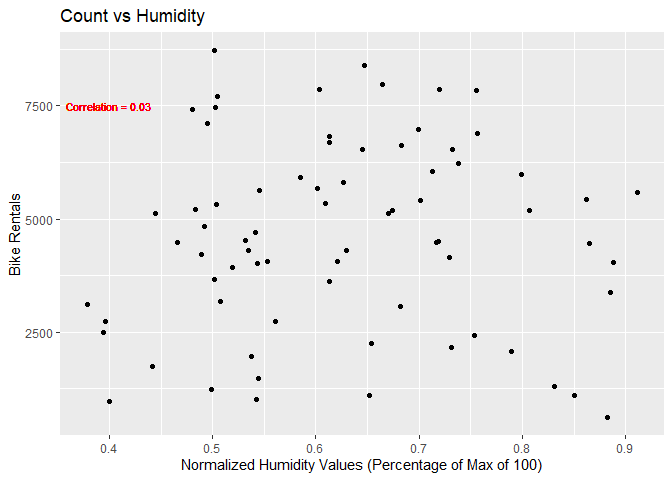 Count vs Humidity
7500
Correlation = 0.03
5000
2500
Bike Rentals
0.4 0.5 0.6 0.7 0.8 0.9
Normalized Humidity Values (Percentage of Max of 100)